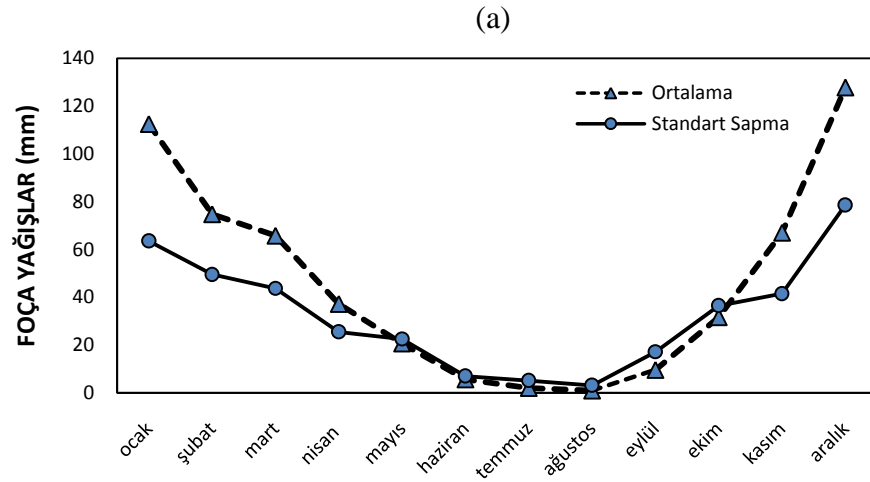 (a)
FOÇA YAĞIŞLAR (mm)
140
120
100
80
60
40
20
0
Ortalama
Standart Sapma
ocak
şubat
mart
nisan
mayıs
haziran
temmuz
ağustos
eylül
ekim
kasım
aralık